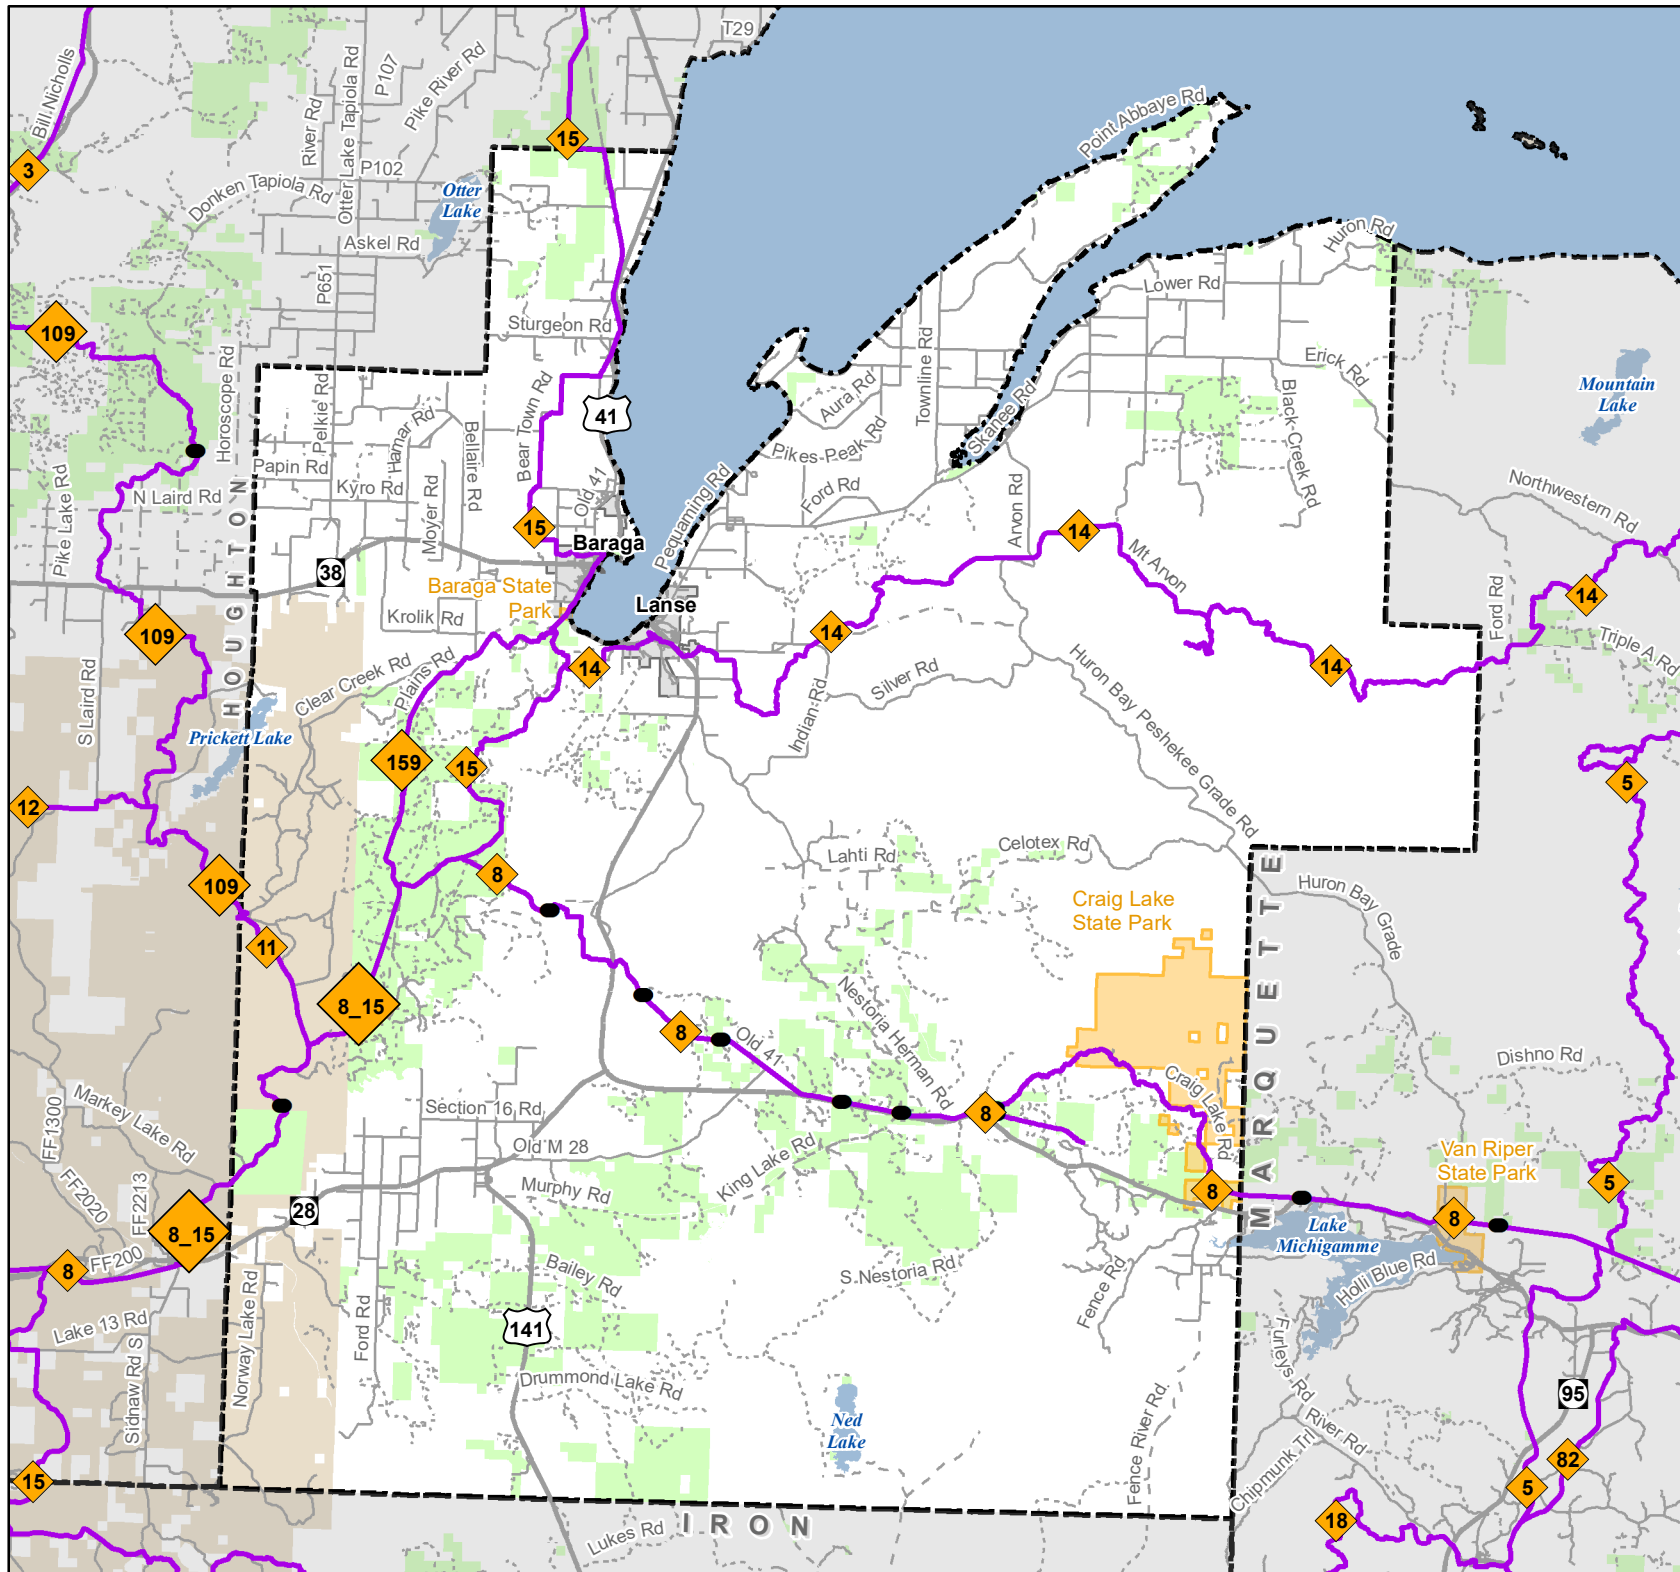 T29
Bill Nicholls
P107
Pike River Rd
Otter Lake Tapiola Rd
River Rd
Point Abbaye Rd
15
3
P102
Donken Tapiola Rd
Otter
Lake
Askel Rd
Huron Rd
P651
Lower Rd
109
Sturgeon Rd
Horoscope Rd
Townline Rd
Erick Rd
Mountain
Lake
Pelkie Rd
Hamar Rd
Bear Town Rd
41
Aura Rd
Skanee Rd
Black Creek Rd
Bellaire Rd
Pikes-Peak Rd
Papin Rd
Kyro Rd
N Laird Rd
Pike Lake Rd
Moyer Rd
Old 41
Pequaming Rd
Ford Rd
Arvon Rd
Northwestern Rd
15
14
Baraga
Mt Arvon
38
HOUGHTON
Baraga State
Park
Lanse
Krolik Rd
14
Ford Rd
109
14
Triple A Rd
Clear Creek Rd
Plains Rd
14
14
Silver Rd
S Laird Rd
Indian Rd
Huron Bay Peshekee Grade Rd
Prickett Lake
159
15
5
12
Lahti Rd
Celotex Rd
109
8
Craig Lake
State Park
Huron Bay Grade
11
MARQUETTE
8_15
Nestoria Herman Rd
8
Old 41
Dishno Rd
FF1300
Markey Lake Rd
Section 16 Rd
Craig Lake Rd
8
Old M 28
King Lake Rd
Van Riper
State Park
FF2020
FF2213
Murphy Rd
5
28
8
8
8_15
Lake
Michigamme
8
FF200
Bailey Rd
S Nestoria Rd
Fence Rd
Holli Blue Rd
Lake 13 Rd
Norway Lake Rd
Ford Rd
141
Furleys Rd
Sidnaw Rd S
Drummond Lake Rd
95
Ned
Lake
Fence River Rd
River Rd
Chipmunk Trl
82
15
5
18
Lukes Rd
IRON